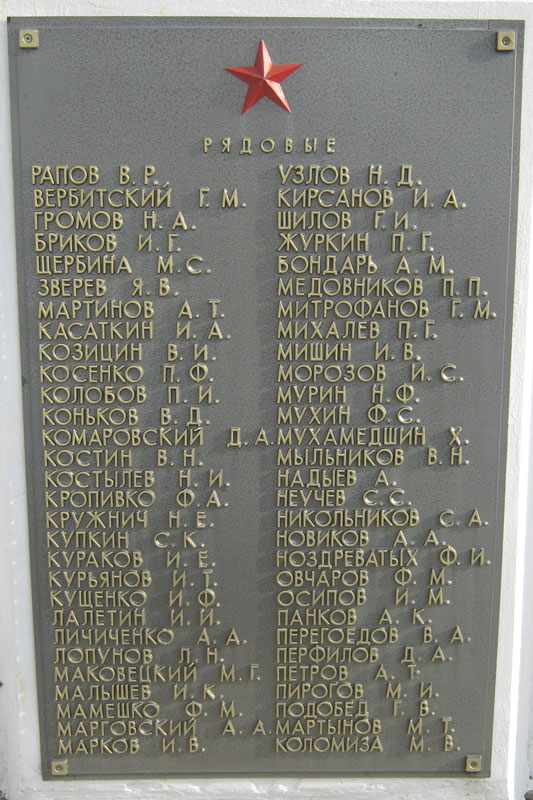 РЯДОВЫЕ
РАПОВ В.Р.
ВЕРБИТСКИЙ Г.М.
ГРОМОВ Н.А.
БРИКОВ И.Г.
ЩЕРБИНА М.С.
ЗВЕРЕВ Я.В.
МАРТИНОВ А.Т.
КАСАТКИН И.А.
КОЗИЦИН В.И.
КОСЕНКО П.Ф.
КОЛОБОВ П.И.
КОНЬКОВ В.Д.
КОМАРОВСКИЙ Д.А.
КОСТИН В.Н.
КОСТЫЛЕВ Н.И.
КРОПИВКО Ф.А.
КРУЖНИЧ Н.Е.
КУПКИН С.К.
КУРАКОВ И.Е.
КУРЬЯНОВ И.Т.
КУЩЕНКО И.Ф.
ЛАЛЕТИН И.И.
ЛИЧИЧЕНКО А.А.
ЛОПУНОВ Л.Н.
МАКОВЕЦКИЙ М.Г.
МАЛЫШЕВ И.К.
МАМЕШКО Ф.М.
МАРГОВСКИЙ А.А.
МАРКОВ И.В.
УЗЛОВ Н.Д.
КИРСАНОВ И.А.
ШИЛОВ Г.И.
ЖУРКИН П.Г.
БОНДАРЬ А.М.
МЕДОВНИКОВ П.П.
МИТРОФАНОВ Г.М.
МИХАЛЕВ П.Г.
МИШИН И.В.
МОРОЗОВ И.С.
МУРИН Н.Ф.
МУХИН Ф.С.
МУХАМЕДШИН Х.
МЫЛЬНИКОВ В.Н.
НАДЫЕВ А.
НЕУЧЕВ С.С.
НИКОЛЬНИКОВ С.А.
НОВИКОВ А.А.
НОЗДРЕВАТЫХ Ф.И.
ОВЧАРОВ Ф.М.
ОСИПОВ И.М.
ПАНКОВ А.К.
ПЕРЕГОЕДОВ В.А.
ПЕРФИЛОВ Д.А.
ПЕТРОВ А.Т.
ПИРОГОВ М.И.
ПОДОБЕД Г.В.
МАРТЫНОВ М.Т.
КОЛОМИЗА М.В.